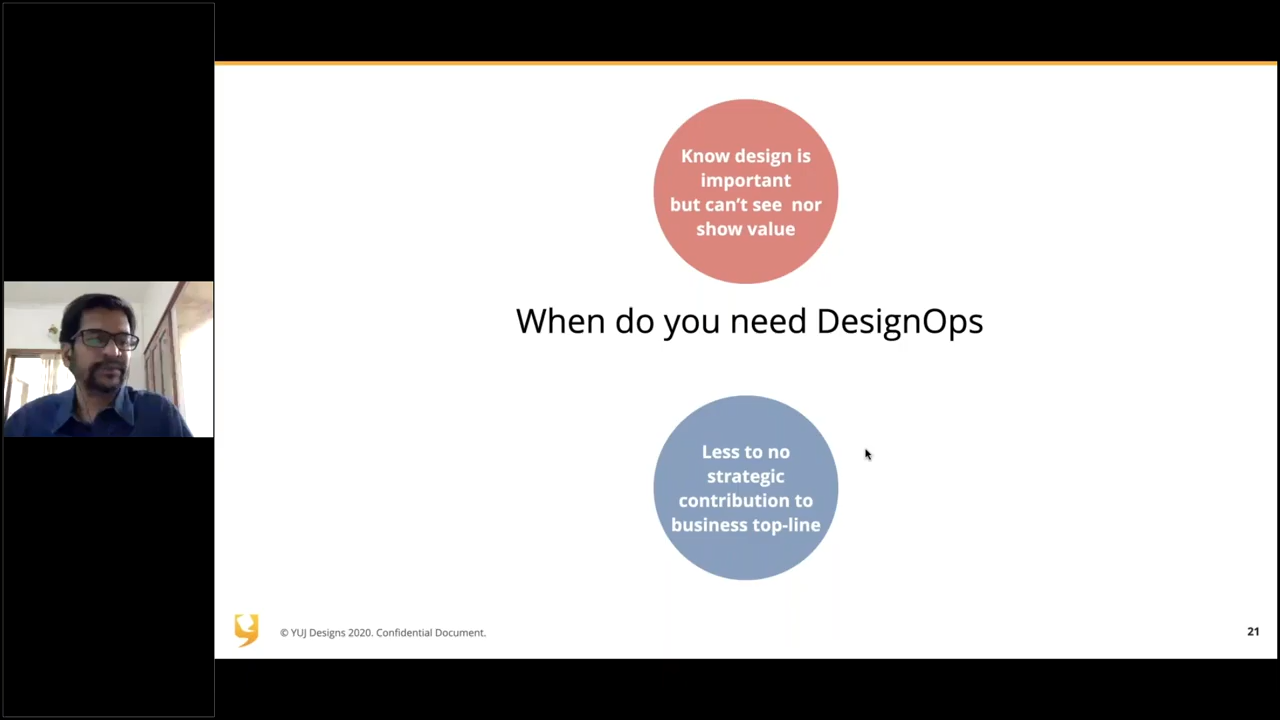 Know design is
important
but can’t see  nor
show value
When do you need DesignOps
Less to no
strategic
contribution to
business top-line
© YUJ Designs 2020. Confidential Document.
21